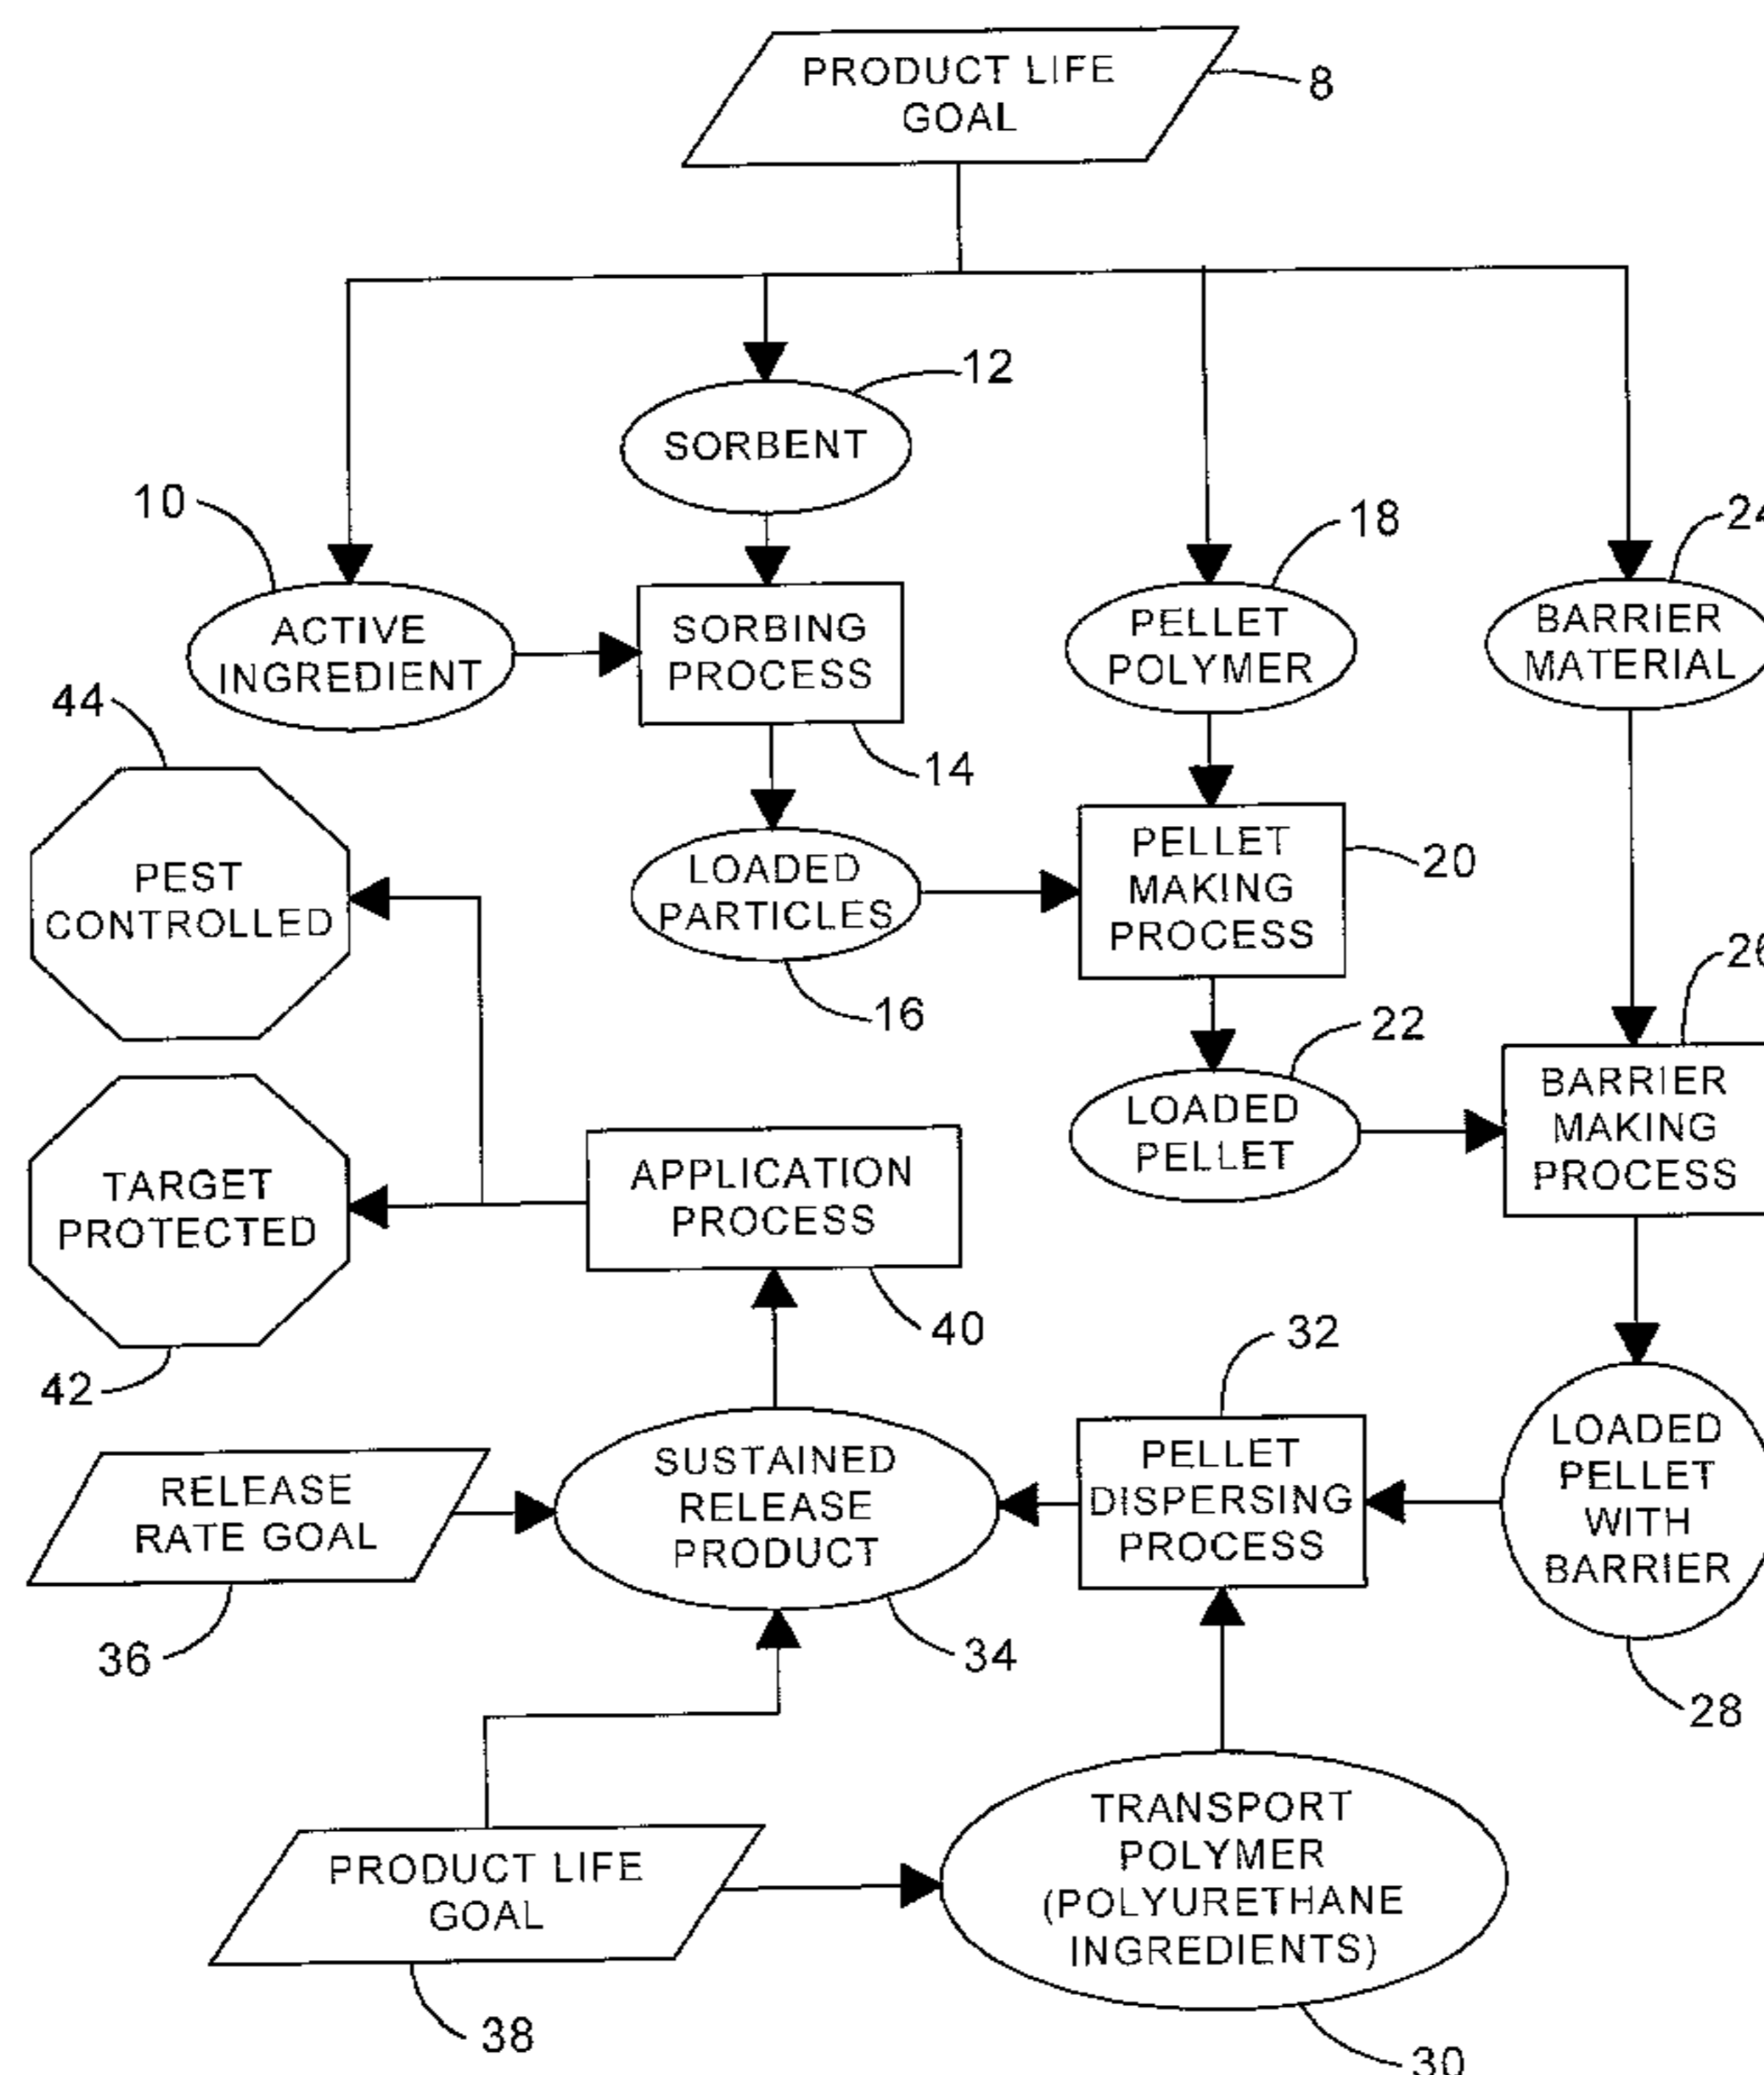 PRODUCT LIFE
GOAL
8
12
SORBENT
10
18
24
ACTIVE
INGREDIENT
SORBING
PROCESS
PELLET
POLYMER
BARRIER
MATERIAL
44
14
PEST
CONTROLLED
LOADED
PARTICLES
PELLET
MAKING
PROCESS
20
26
16
22
TARGET
PROTECTED
APPLICATION
PROCESS
LOADED
PELLET
BARRIER
MAKING
PROCESS
42
40
32
RELEASE
RATE GOAL
SUSTAINED
RELEASE
PRODUCT
PELLET
DISPERSING
PROCESS
LOADED
PELLET
WITH
BARRIER
36
34
28
PRODUCT LIFE
GOAL
TRANSPORT
POLYMER
(POLYURETHANE
INGREDIENTS)
38
30